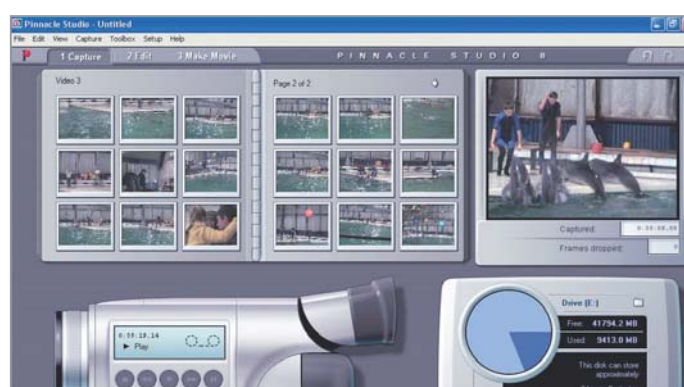 Pinnacle Studio - Untitled
File Edit View Capture Toolbox Setup Help
1 Capture 2 Edit 3 Make Movie PINNACLE STUDIO 8
Video 3
Page 2 of 2
Captured:
Frames dropped: 0
0:39:18.14
▶ Play
Drive [E:]
Free: 41794.2 MB
Used: 9413.0 MB
This disk can store
approximately